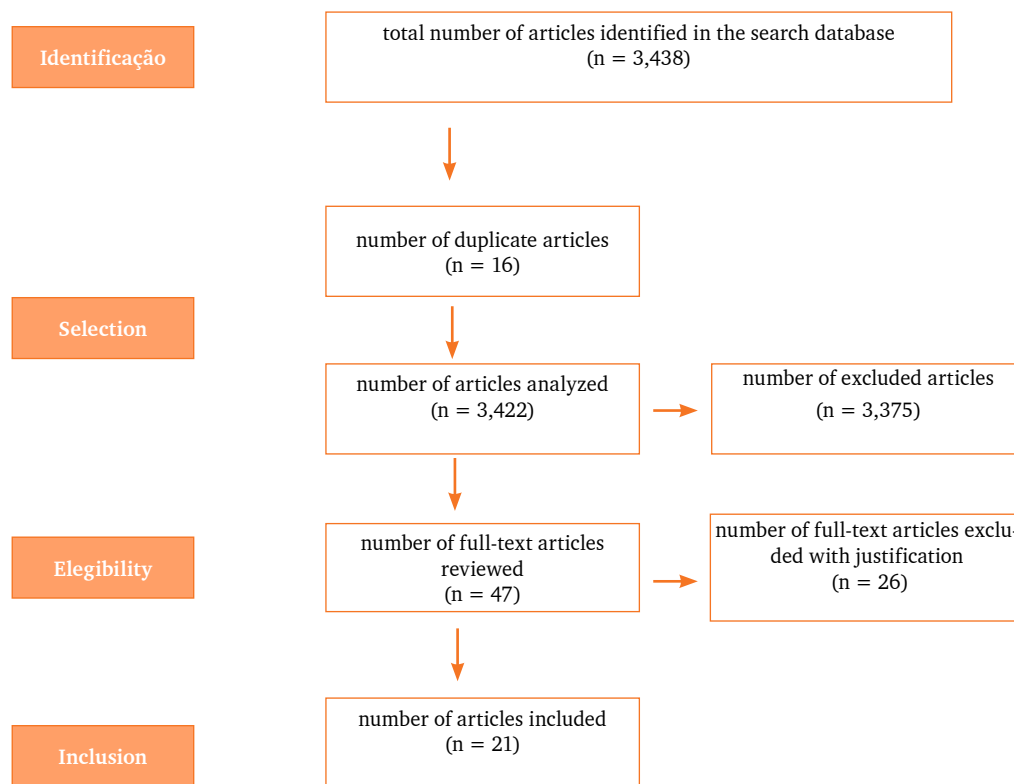 Identificação
total number of articles identified in the search database
(n = 3,438)
number of duplicate articles
(n = 16)
Selection
number of articles analyzed
(n = 3,422)
number of excluded articles
(n = 3,375)
Elegibility
number of full-text articles
reviewed
(n = 47)
number of full-text articles exclu-
ded with justification
(n = 26)
Inclusion
number of articles included
(n = 21)